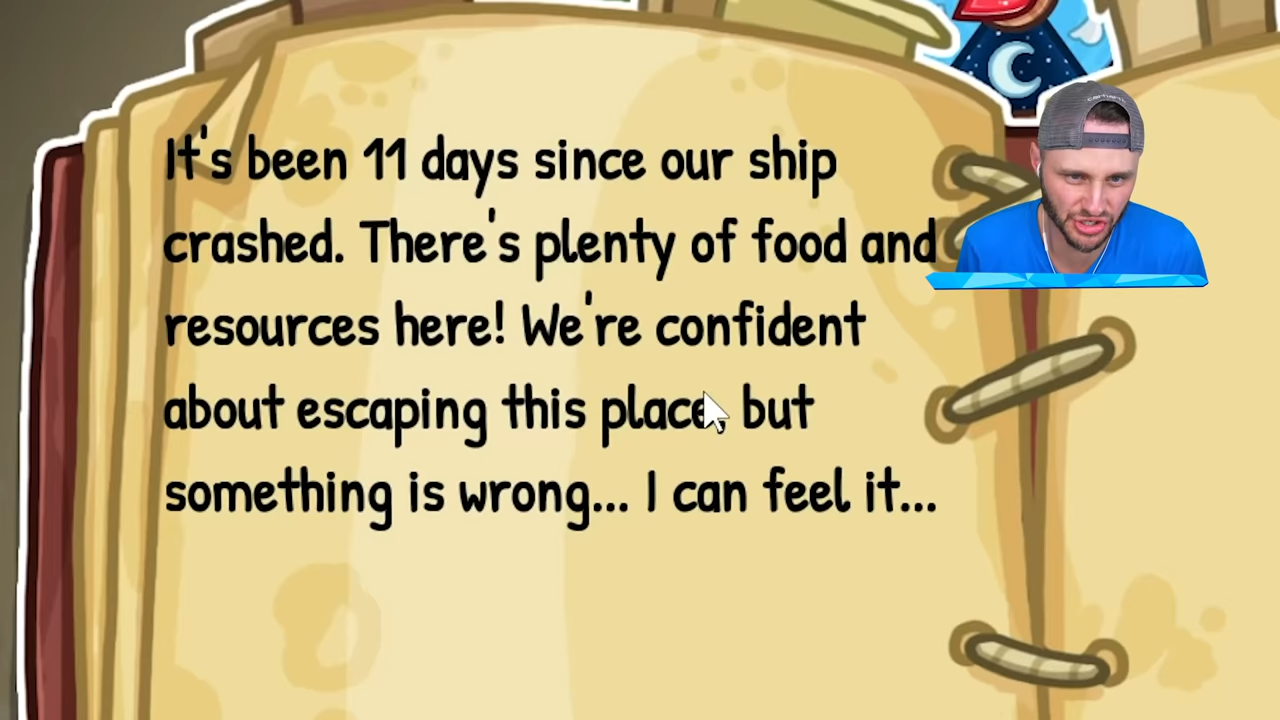 It's been 11 days since our ship
crashed. There's plenty of food and
resources here! We're confident
about escaping this place, but
something is wrong... I can feel it...